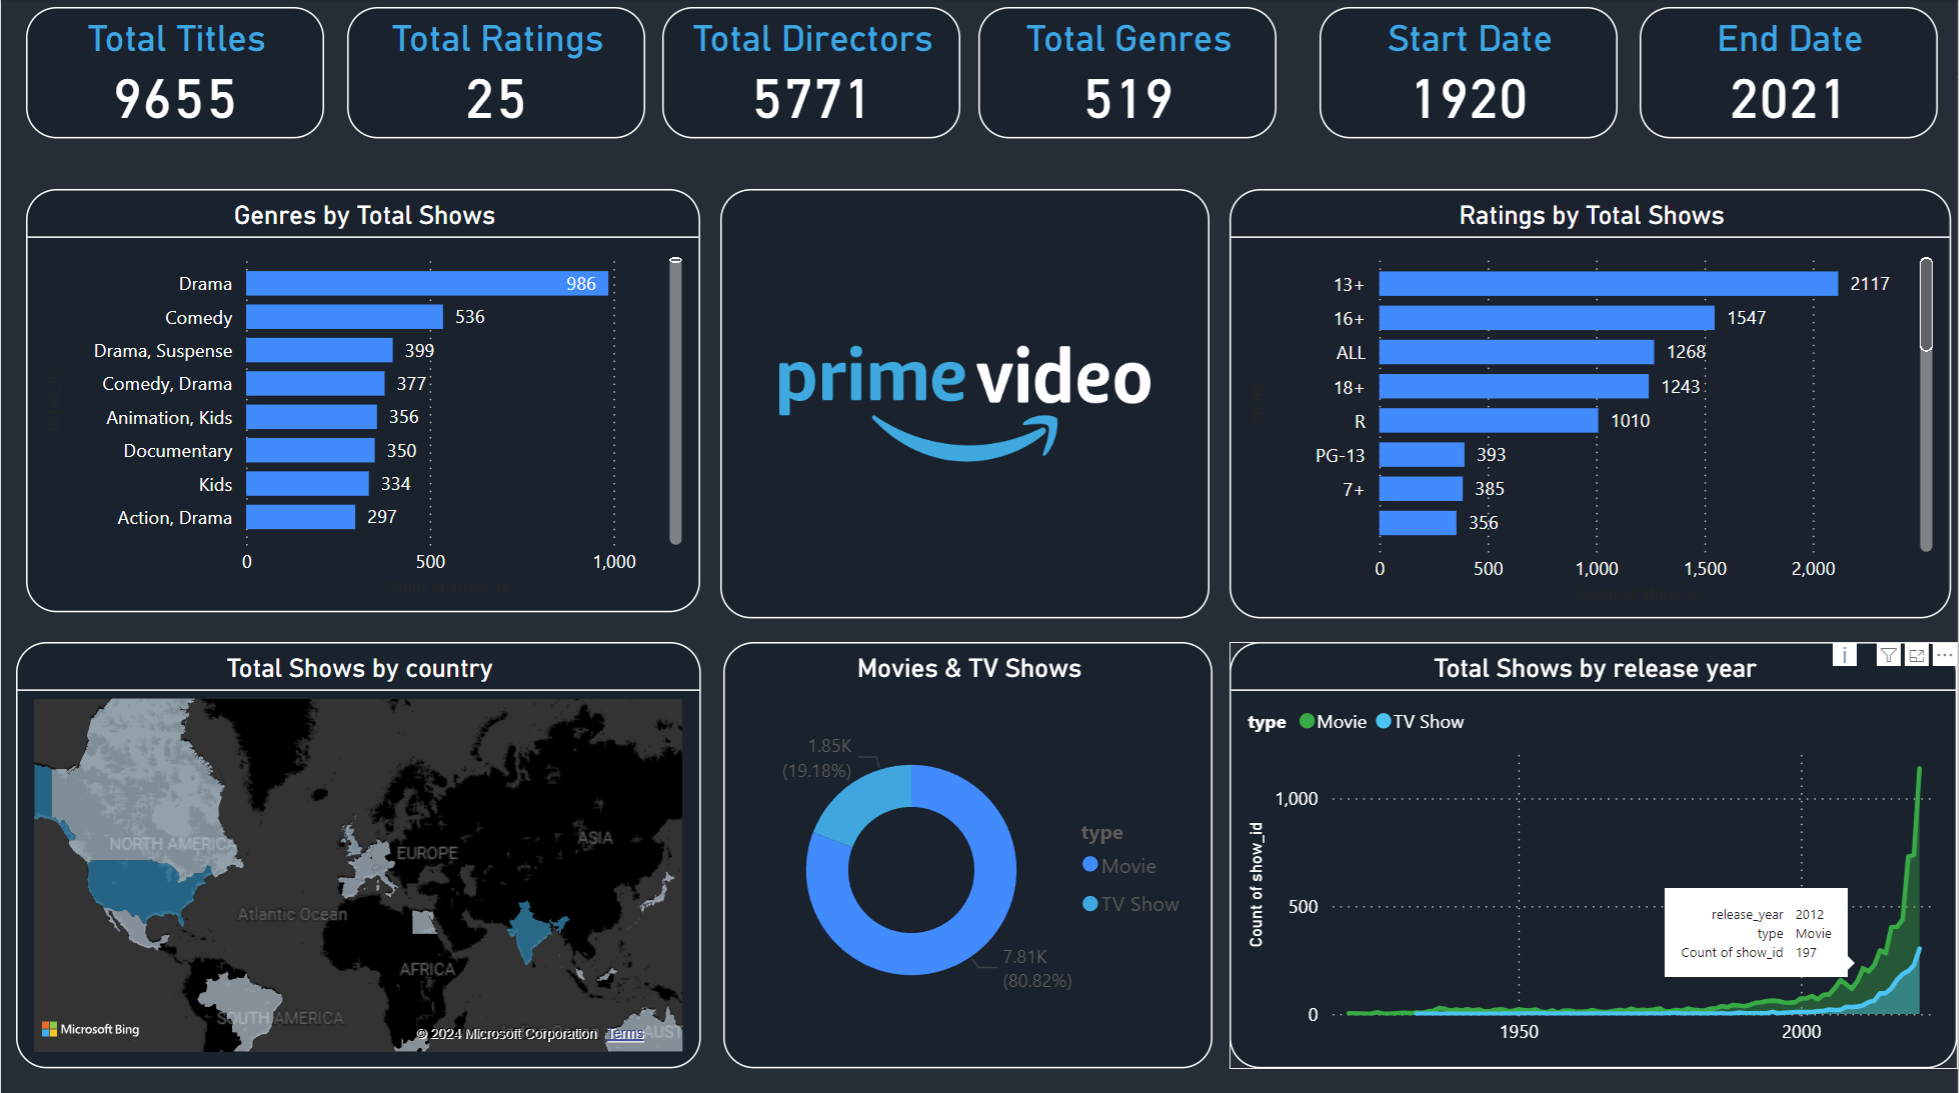 Total Titles
9655
Total Ratings
25
Total Directors
5771
Total Genres
519
Start Date
1920
End Date
2021
Genres by Total Shows
Drama
986
Comedy
536
Drama, Suspense
399
Comedy, Drama
377
Animation, Kids
356
Documentary
350
Kids
334
Action, Drama
297
0
500
1,000
Count of show_id
prime video
Ratings by Total Shows
13+
2117
16+
1547
ALL
1268
18+
1243
R
1010
PG-13
393
7+
385
356
0
500
1,000
1,500
2,000
Total Shows by country
NORTH AMERICA
EUROPE
ASIA
Atlantic Ocean
AFRICA
SOUTH AMERICA
AUST
Microsoft Bing
© 2024 Microsoft Corporation Terms
Movies & TV Shows
1.85K
(19.18%)
7.81K
(80.82%)
type
Movie
TV Show
Total Shows by release year
type Movie TV Show
Count of show_id
1,000
500
0
1950
2000
release_year 2012
type Movie
Count of show_id 197